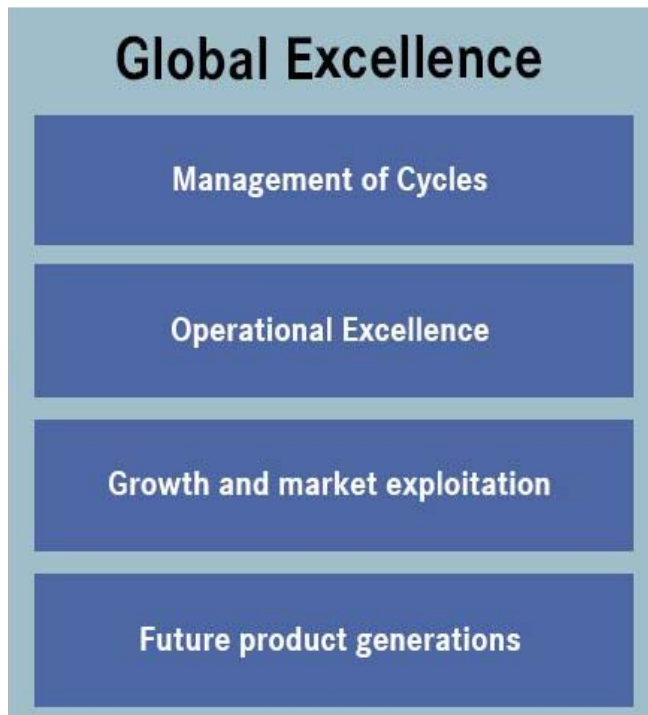 Global Excellence
Management of Cycles
Operational Excellence
Growth and market exploitation
Future product generations